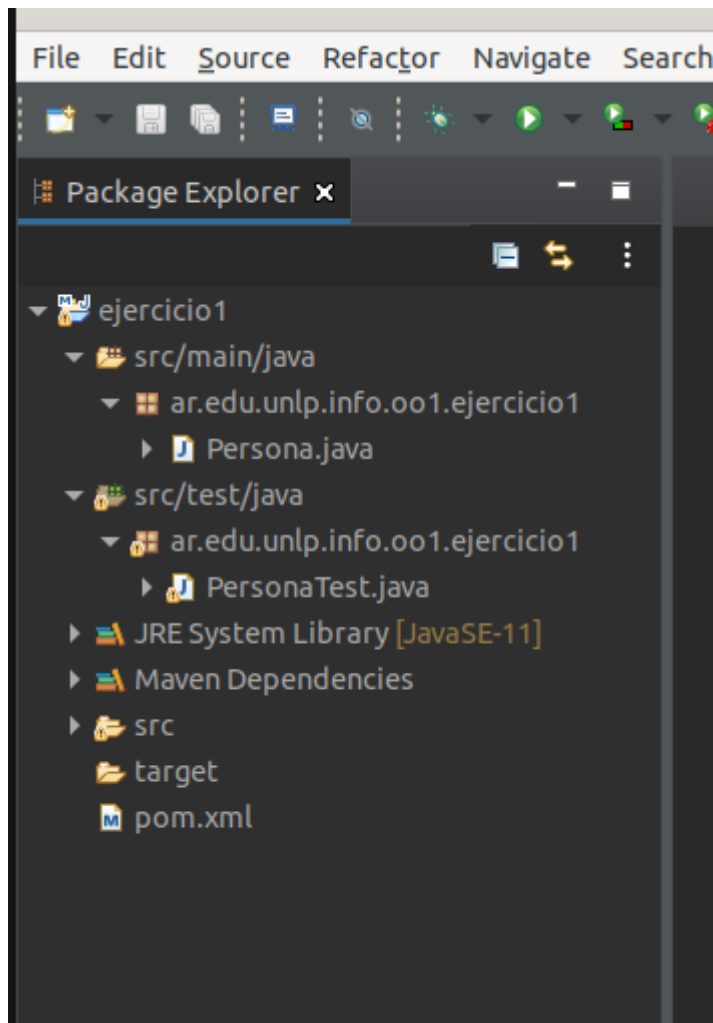 File Edit Source Refactor Navigate Search
Package Explorer
ejercicio1
src/main/java
ar.edu.unlp.info.oo1.ejercicio1
Persona.java
src/test/java
ar.edu.unlp.info.oo1.ejercicio1
PersonaTest.java
JRE System Library [JavaSE-11]
Maven Dependencies
src
target
pom.xml